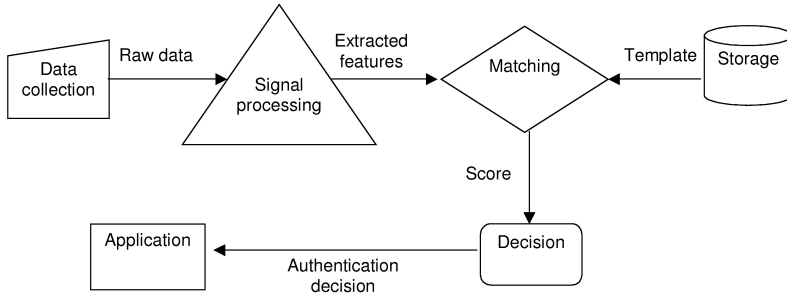 Data
collection
Raw data
Signal
processing
Extracted
features
Matching
Template
Storage
Score
Decision
Authentication
decision
Application